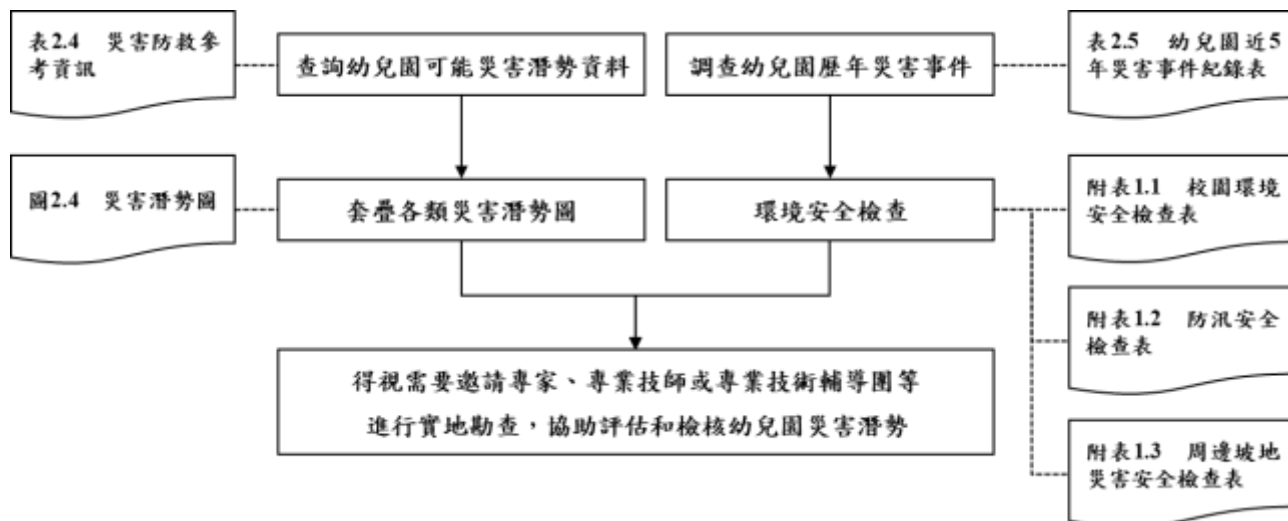 表2.4 災害防救參
考資訊
查詢幼兒園可能災害潛勢資料
調查幼兒園歷年災害事件
表2.5 幼兒園近5
年災害事件紀錄表
圖2.4 災害潛勢圖
套疊各類災害潛勢圖
環境安全檢查
附表1.1 校園環境
安全檢查表
附表1.2 防汛安全
檢查表
得視需要邀請專家、專業技師或專業技術輔導團等
進行實地勘查，協助評估和檢核幼兒園災害潛勢
附表1.3 周邊坡地
災害安全檢查表